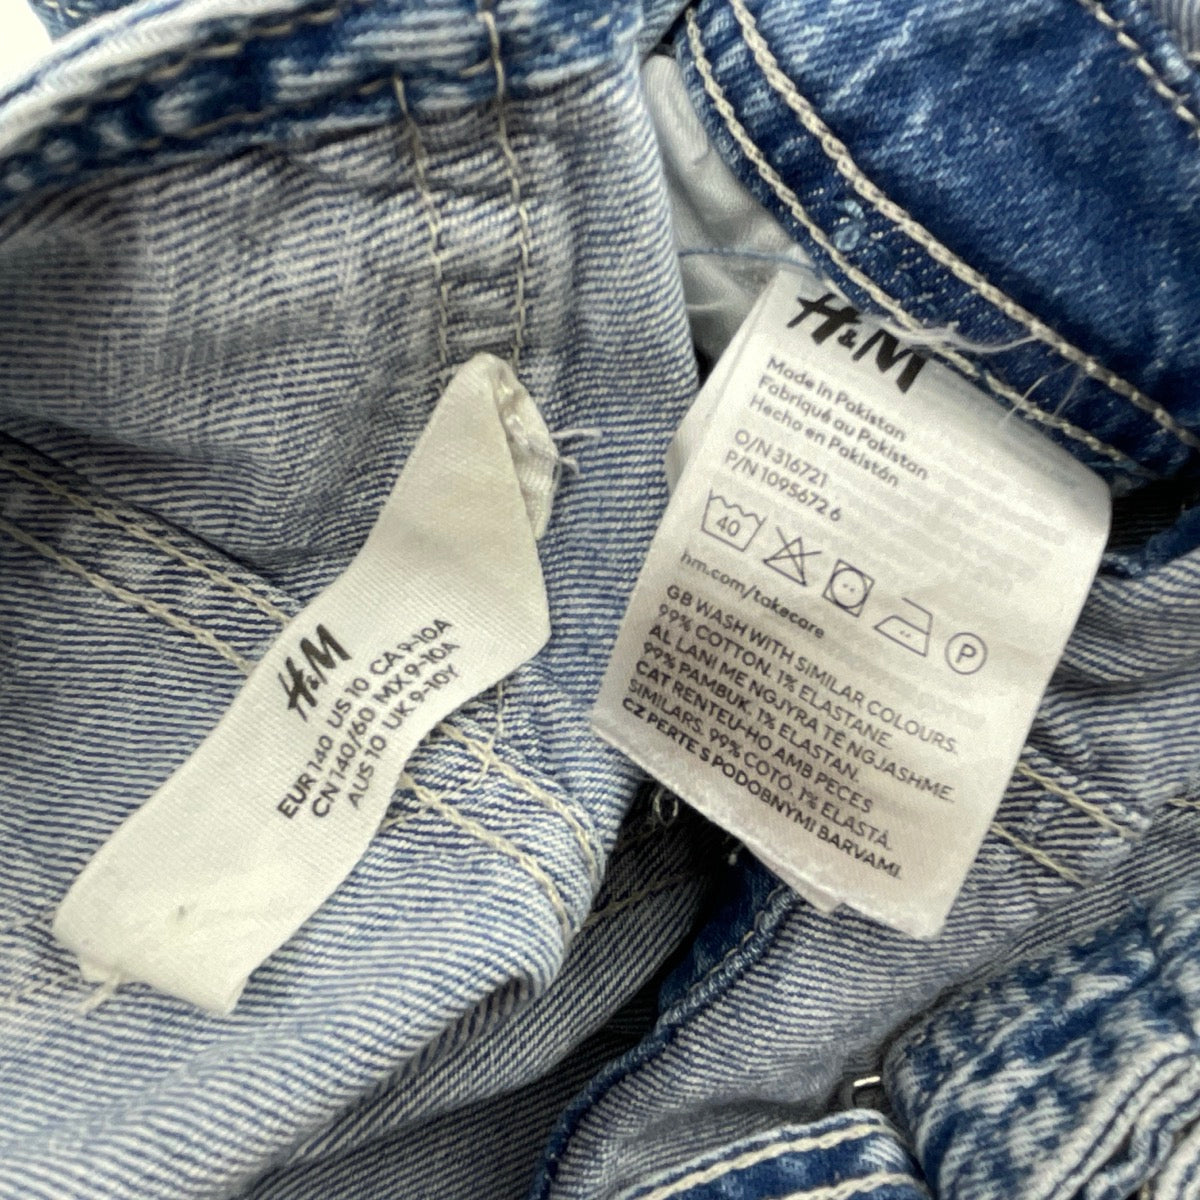 H&M
EUR 140 US 10 CA 9-10A
CN 140/60 MX 9-10A
AUS 10 UK 9-10Y
H&M
Made in Pakistan
Fabriqué au Pakistan
Hecho en Pakistán
O/N 316721
P/N 1095672 6
40
P
hm.com/takecare
GB WASH WITH SIMILAR COLOURS.
99% COTTON. 1% ELASTANE.
AL LANI ME NGJYRA TË NGJASHME.
99% PAMBUK, 1% ELASTAN.
CAT RENTEU-HO AMB PECES
SIMILARS. 99% COTÓ. 1% ELASTÀ.
CZ PERTE S PODOBNÝMI BARVAMI.